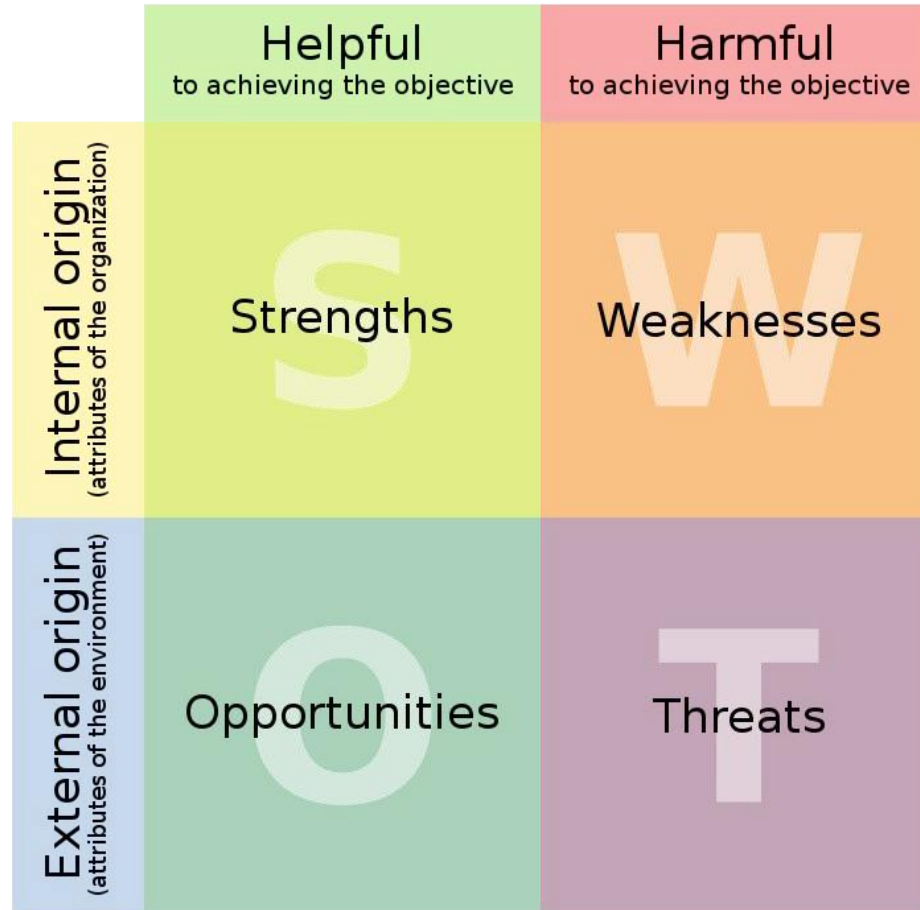 Helpful
to achieving the objective
Harmful
to achieving the objective
Internal origin
(attributes of the organization)
S
Strengths
W
Weaknesses
External origin
(attributes of the environment)
O
Opportunities
T
Threats